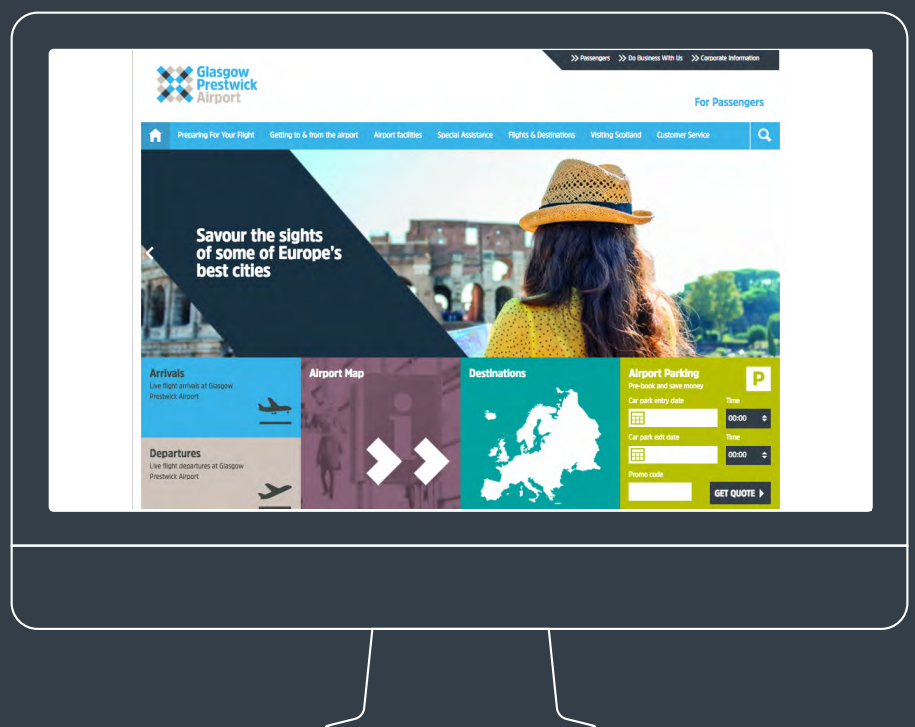 Passengers Do Business With Us Corporate Information
Glasgow
Prestwick
Airport
For Passengers
Preparing For Your Flight Getting to & from the airport Airport facilities Special Assistance Flights & Destinations Visiting Scotland Customer Service
Savour the sights
of some of Europe's
best cities
Arrivals
Live flight arrivals at Glasgow
Prestwick Airport
Departures
Live flight departures at Glasgow
Prestwick Airport
Airport Map
Destinations
Airport Parking
Pre-book and save money
P
Car park entry date Time
00:00
Car park exit date Time
00:00
Promo code
GET QUOTE